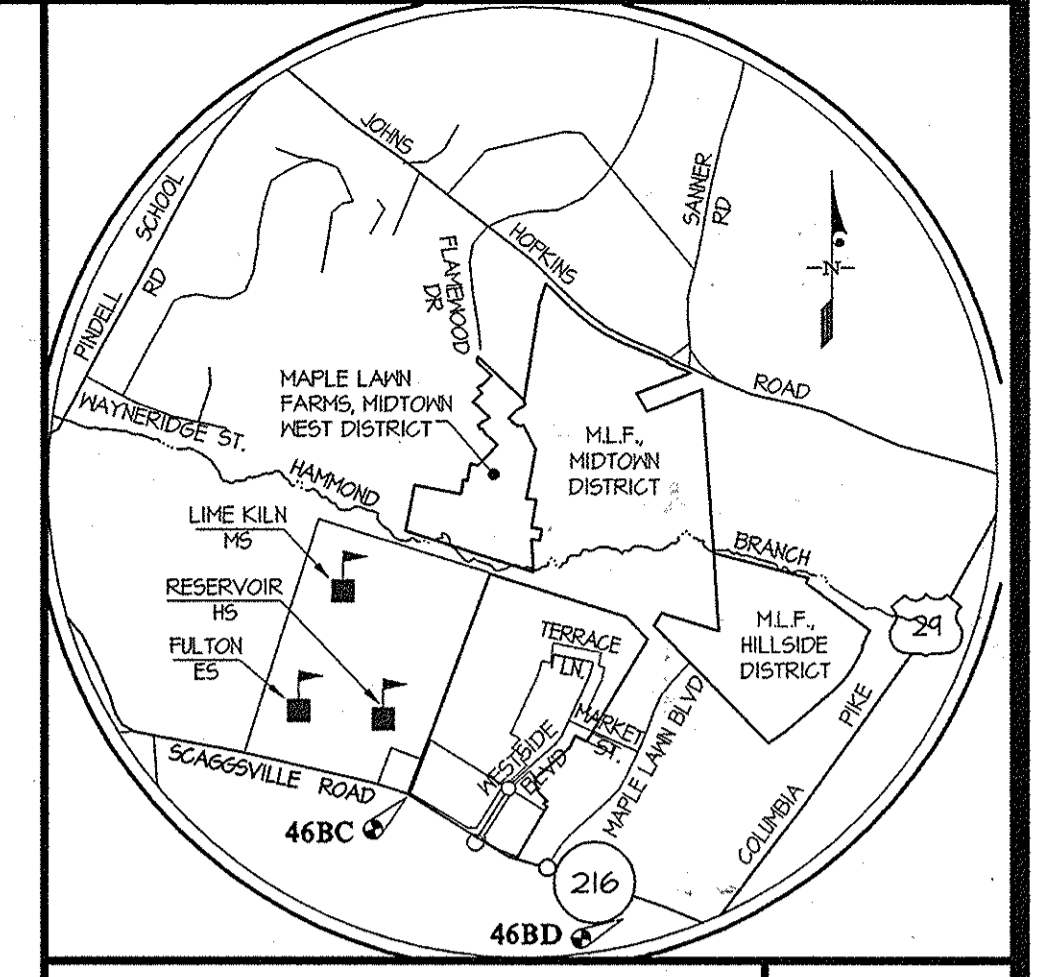 JOHNS
HOPKINS
ROAD
SANNER
RD
PINDELL SCHOOL
RD
FLAMEWOOD
DR
N
WAYNERIDGE ST.
MAPLE LAWN
FARMS, MIDTOWN
WEST DISTRICT
M.L.F.,
MIDTOWN
DISTRICT
HAMMOND
BRANCH
LIME KILN
MS
RESERVOIR
HS
FULTON
ES
M.L.F.,
HILLSIDE
DISTRICT
29
TERRACE
LN.
MARKET
ST.
WESTSIDE
BLVD
MAPLE LAWN BLVD
COLUMBIA PIKE
SCAGGSVILLE ROAD
46BC
216
46BD